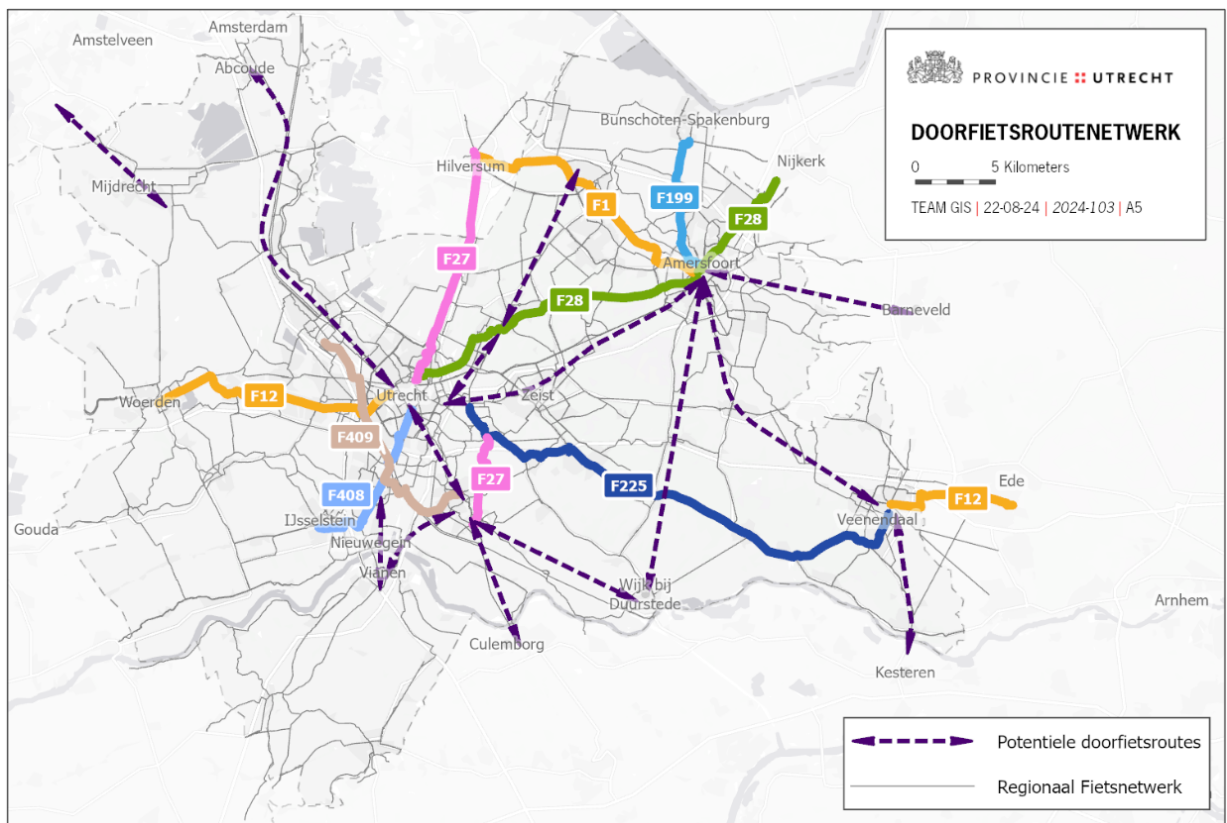 Amsterdam
Amstelveen
Abcoude
PROVINCIE UTRECHT
DOORFIETSROUTENETWERK
0 5 Kilometers
TEAM GIS | 22-08-24 | 2024-103 | A5
Bunschoten-Spakenburg
Hilversum
Nijkerk
Mijdrecht
F199
F1
F28
F27
Amersfoort
F28
Barneveld
Woerden
F12
Utrecht
Zeist
F409
F27
F225
F408
Ede
F12
Veenendaal
Gouda
IJsselstein
Nieuwegein
Vianen
Wijk bij
Duurstede
Arnhem
Culemborg
Kesteren
Potentiele doorfietsroutes
Regionaal Fietsnetwerk